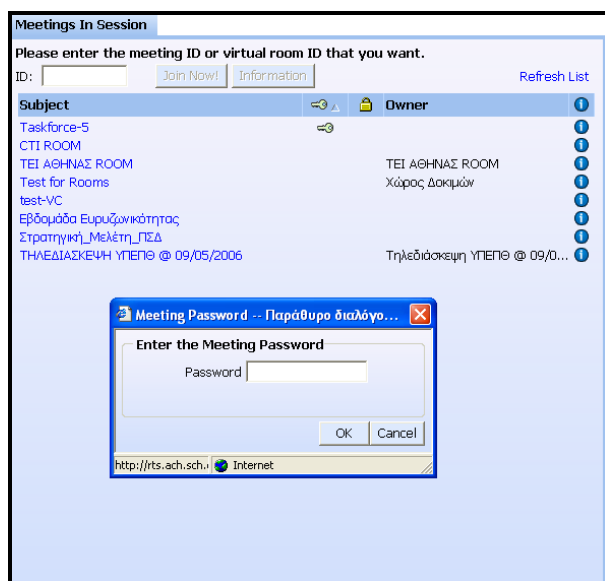 Meetings In Session
Please enter the meeting ID or virtual room ID that you want.
ID: Join Now! Information Refresh List
Subject Owner
Taskforce-5
CTI ROOM
ΤΕΙ ΑΘΗΝΑΣ ROOM ΤΕΙ ΑΘΗΝΑΣ ROOM
Test for Rooms Χώρος Δοκιμών
test-VC
Εβδομάδα Ευρυζωνικότητας
Στρατηγική_Μελέτη_ΠΣΔ
ΤΗΛΕΔΙΑΣΚΕΨΗ ΥΠΕΠΘ @ 09/05/2006 Τηλεδιάσκεψη ΥΠΕΠΘ @ 09/0...
Meeting Password -- Παράθυρο διαλόγο...
Enter the Meeting Password
Password
OK Cancel
http://rts.ach.sch. Internet